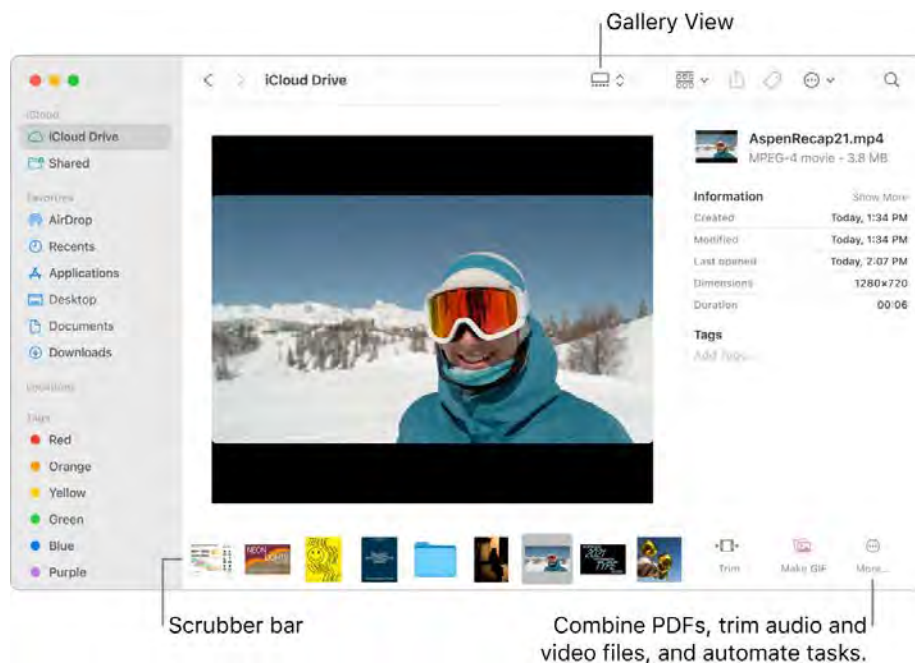 Gallery View
iCloud Drive
iCloud
iCloud Drive
Shared
Favorites
AirDrop
Recents
Applications
Desktop
Documents
Downloads
Locations
Tags
Red
Orange
Yellow
Green
Blue
Purple
AspenRecap21.mp4
MPEG-4 movie - 3.8 MB
Information Show More
Created Today, 1:34 PM
Modified Today, 1:34 PM
Last opened Today, 2:07 PM
Dimensions 1280×720
Duration 00:06
Tags
Add Tags...
NEON
LIGHTS
Trim Make GIF More...
Scrubber bar
Combine PDFs, trim audio and
video files, and automate tasks.